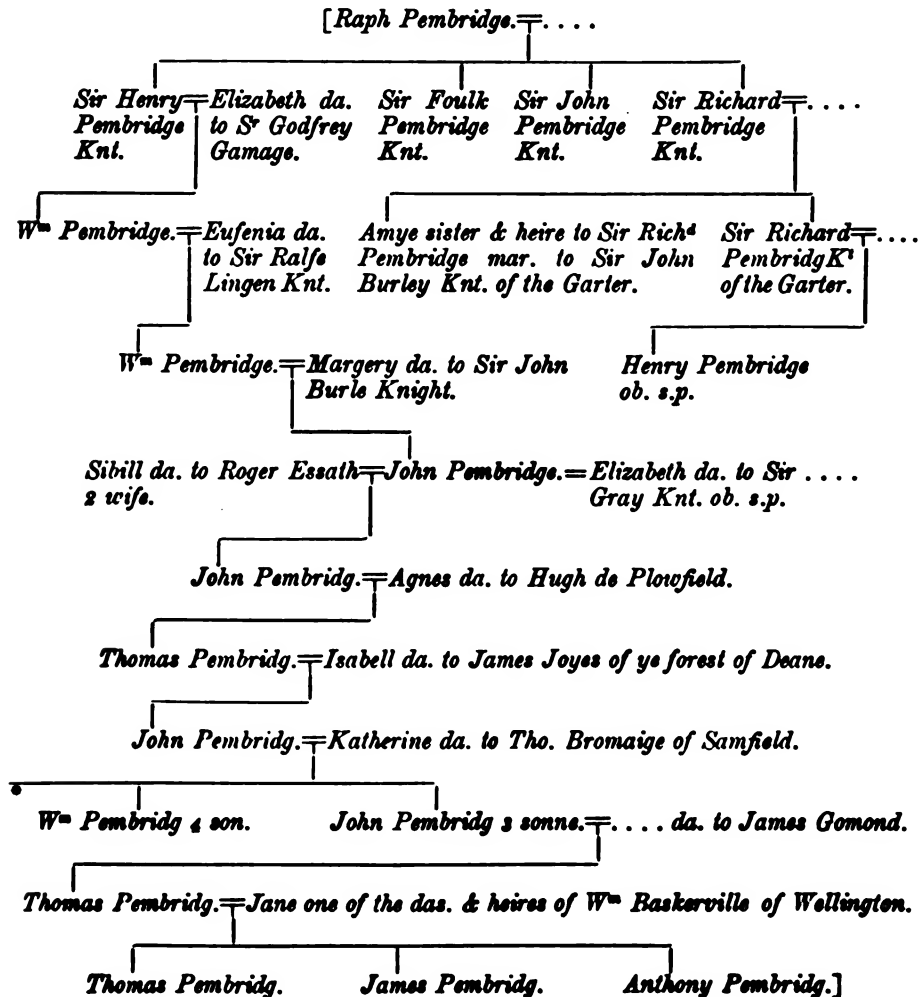 [Raph Pembridge.=. . . .
Sir Henry=Elizabeth da. Sir Foulk Sir John Sir Richard=. . . .
Pembridge to Sr Godfrey Pembridge Pembridge Pembridge
Knt. Gamage. Knt. Knt. Knt.
Wm Pembridge.=Eufenia da. Amye sister & heire to Sir Richd Sir Richard=. . . .
to Sir Ralfe Pembridge mar. to Sir John Pembridg Kt
Lingen Knt. Burley Knt. of the Garter. of the Garter.
Wm Pembridge.=Margery da. to Sir John Henry Pembridge
Burle Knight. ob. s.p.
Sibill da. to Roger Essath=John Pembridge.=Elizabeth da. to Sir . . . .
2 wife. Gray Knt. ob. s.p.
John Pembridg.=Agnes da. to Hugh de Plowfield.
Thomas Pembridg.=Isabell da. to James Joyes of ye forest of Deane.
John Pembridg.=Katherine da. to Tho. Bromaige of Samfield.
*
Wm Pembridg 4 son. John Pembridg 3 sonne.=. . . . da. to James Gomond.
Thomas Pembridg.=Jane one of the das. & heires of Wm Baskerville of Wellington.
Thomas Pembridg. James Pembridg. Anthony Pembridg.]